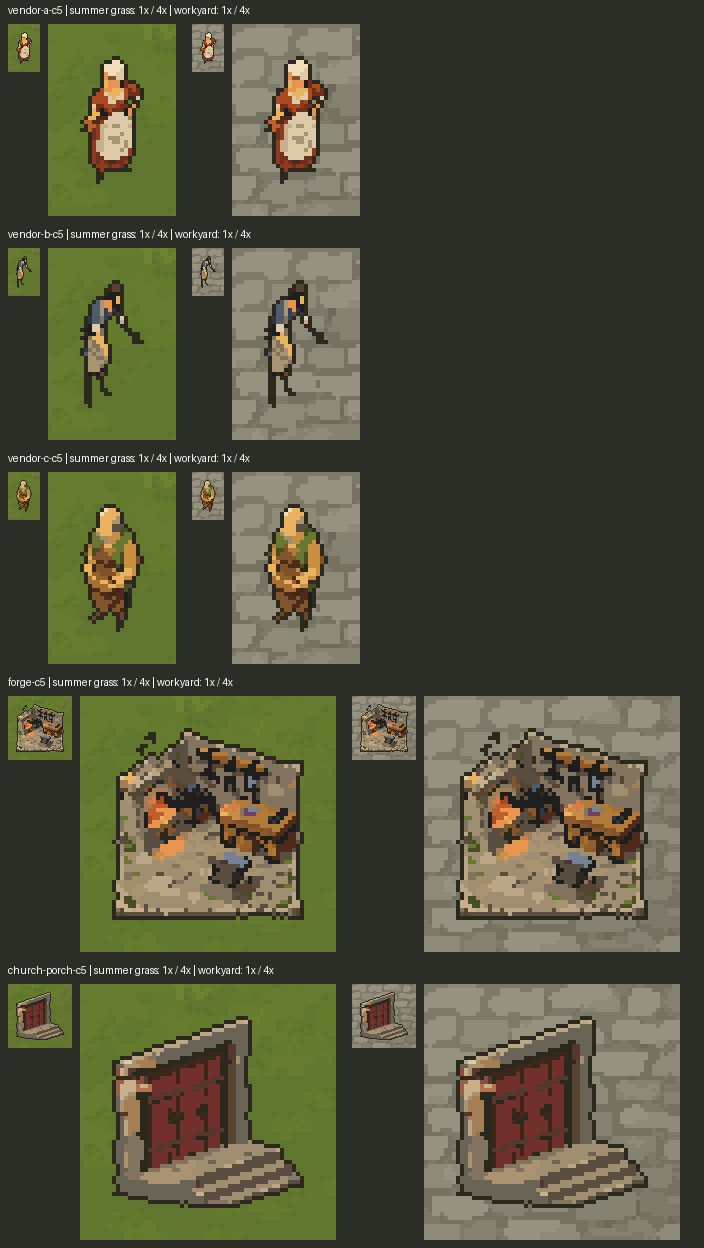 vendor-a-c5 | summer grass: 1x / 4x | workyard: 1x / 4x
vendor-b-c5 | summer grass: 1x / 4x | workyard: 1x / 4x
vendor-c-c5 | summer grass: 1x / 4x | workyard: 1x / 4x
forge-c5 | summer grass: 1x / 4x | workyard: 1x / 4x
church-porch-c5 | summer grass: 1x / 4x | workyard: 1x / 4x